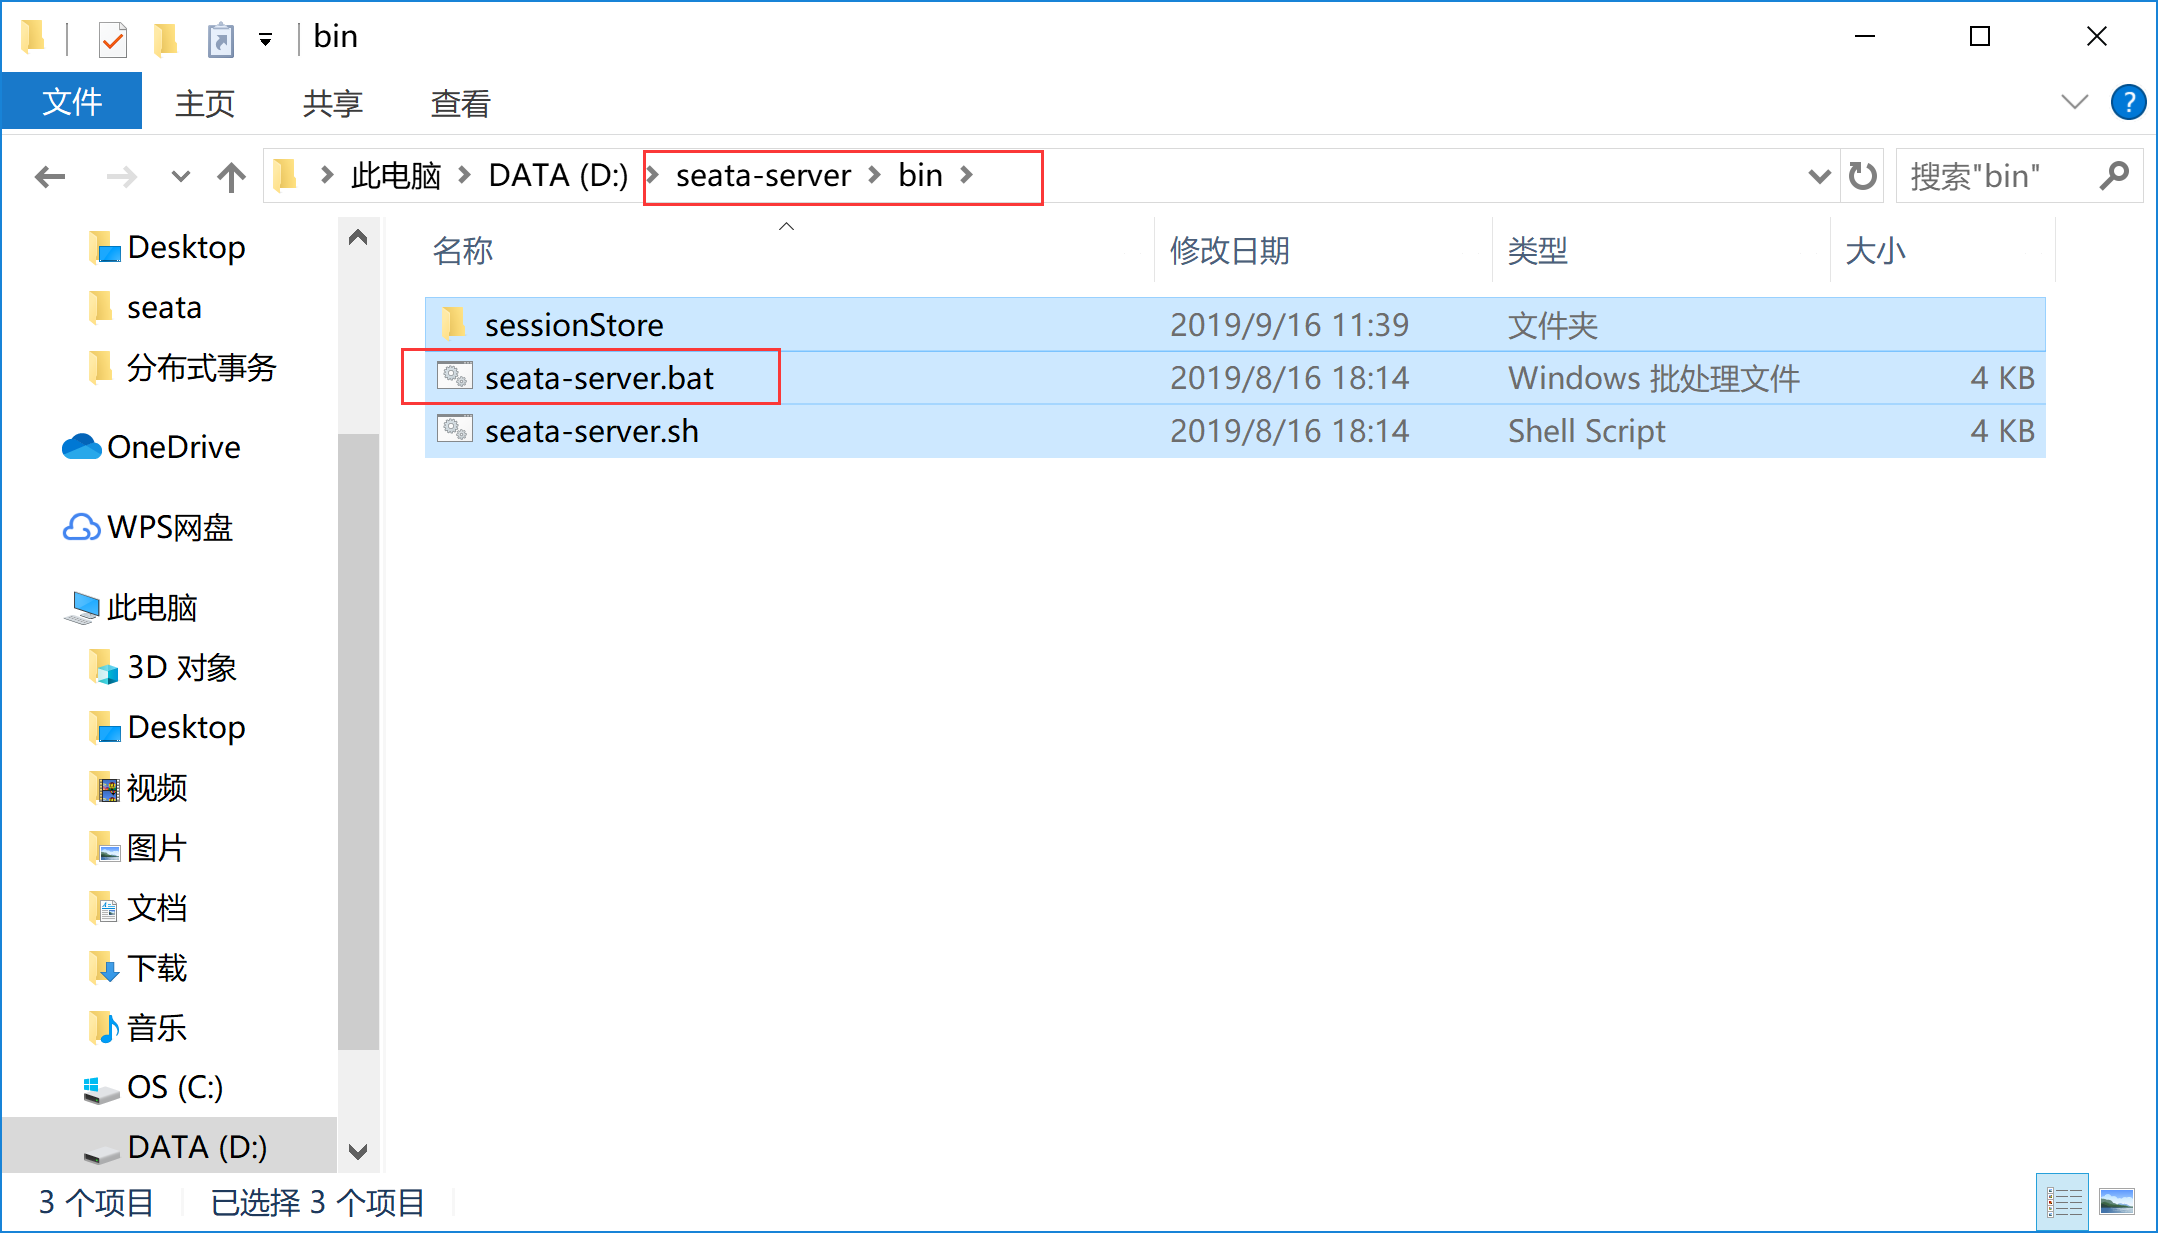 bin
文件 主页 共享 查看
此电脑 DATA (D:) seata-server bin 搜索"bin"
名称 修改日期 类型 大小
sessionStore 2019/9/16 11:39 文件夹
seata-server.bat 2019/8/16 18:14 Windows 批处理文件 4 KB
seata-server.sh 2019/8/16 18:14 Shell Script 4 KB
Desktop
seata
分布式事务
OneDrive
WPS网盘
此电脑
3D 对象
Desktop
视频
图片
文档
下载
音乐
OS (C:)
DATA (D:)
3 个项目 已选择 3 个项目